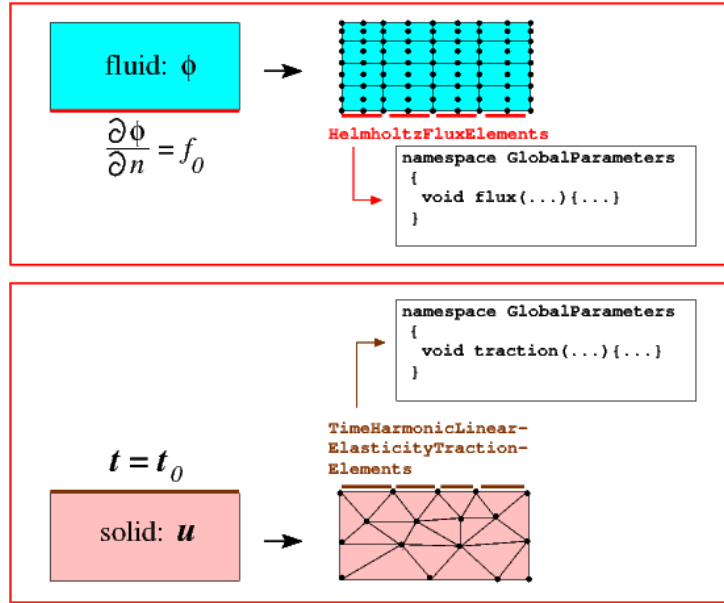 fluid: ϕ
∂ϕ/∂n = f₀
HelmholtzFluxElements
namespace GlobalParameters
{
void flux(...){...}
}
namespace GlobalParameters
{
void traction(...){...}
}
TimeHarmonicLinear-
ElasticityTraction-
Elements
t = t₀
solid: u